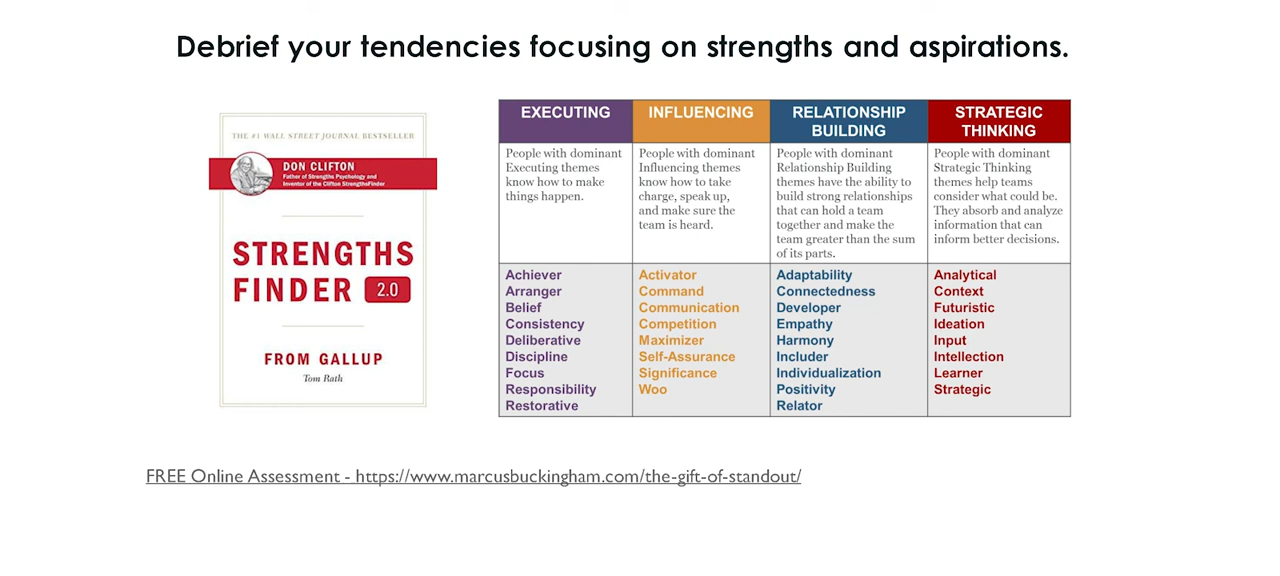 Debrief your tendencies focusing on strengths and aspirations.
THE #1 WALL STREET JOURNAL BESTSELLER
DON CLIFTON
Father of Strengths Psychology and
Inventor of the Clifton StrengthsFinder
STRENGTHS
FINDER 2.0
FROM GALLUP
Tom Rath
EXECUTING
People with dominant
Executing themes
know how to make
things happen.
Achiever
Arranger
Belief
Consistency
Deliberative
Discipline
Focus
Responsibility
Restorative
INFLUENCING
People with dominant
Influencing themes
know how to take
charge, speak up,
and make sure the
team is heard.
Activator
Command
Communication
Competition
Maximizer
Self-Assurance
Significance
Woo
RELATIONSHIP
BUILDING
People with dominant
Relationship Building
themes have the ability to
build strong relationships
that can hold a team
together and make the
team greater than the sum
of its parts.
Adaptability
Connectedness
Developer
Empathy
Harmony
Includer
Individualization
Positivity
Relator
STRATEGIC
THINKING
People with dominant
Strategic Thinking
themes help teams
consider what could be.
They absorb and analyze
information that can
inform better decisions.
Analytical
Context
Futuristic
Ideation
Input
Intellection
Learner
Strategic
FREE Online Assessment - https://www.marcusbuckingham.com/the-gift-of-standout/